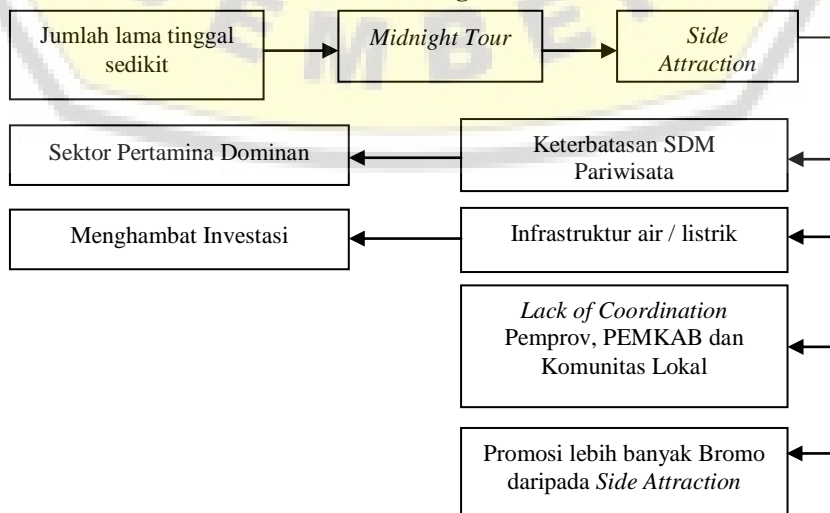 Jumlah lama tinggal
sedikit
Midnight Tour
Side
Attraction
Sektor Pertamina Dominan
Keterbatasan SDM
Pariwisata
Menghambat Investasi
Infrastruktur air / listrik
Lack of Coordination
Pemprov, PEMKAB dan
Komunitas Lokal
Promosi lebih banyak Bromo
daripada Side Attraction